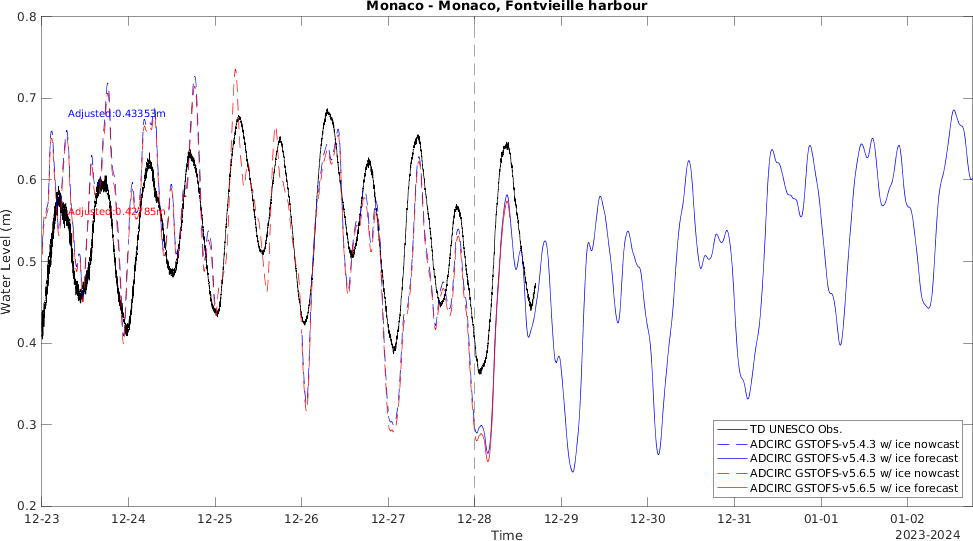 Monaco - Monaco, Fontvieille harbour
0.8
0.7
0.6
0.5
0.4
0.3
0.2
Water Level (m)
Adjusted:0.43353m
Adjusted:0.42785m
TD UNESCO Obs.
ADCIRC GSTOFS-v5.4.3 w/ ice nowcast
ADCIRC GSTOFS-v5.4.3 w/ ice forecast
ADCIRC GSTOFS-v5.6.5 w/ ice nowcast
ADCIRC GSTOFS-v5.6.5 w/ ice forecast
12-23 12-24 12-25 12-26 12-27 12-28 12-29 12-30 12-31 01-01 01-02
Time
2023-2024